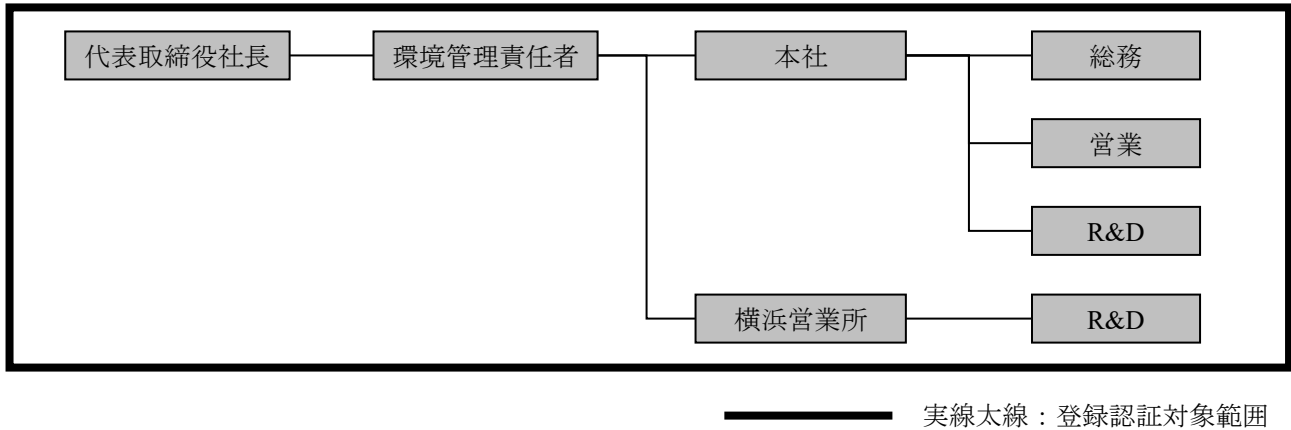 代表取締役社長
環境管理責任者
本社
総務
営業
R&D
横浜営業所
R&D
実線太線：登録認証対象範囲